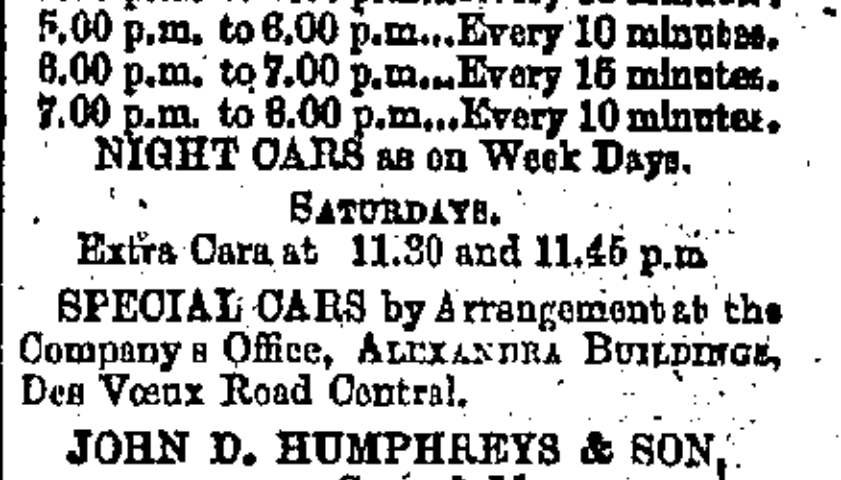 5.00 p.m. to 6.00 p.m...Every 10 minutes.
6.00 p.m. to 7.00 p.m...Every 15 minutes.
7.00 p.m. to 8.00 p.m...Every 10 minutes.
NIGHT CARS as on Week Days.
SATURDAYS.
Extra Cars at 11.30 and 11.45 p.m
SPECIAL CARS by Arrangement at the
Company's Office, ALEXANDRA BUILDINGS,
Des Vœux Road Central.
JOHN D. HUMPHREYS & SON,